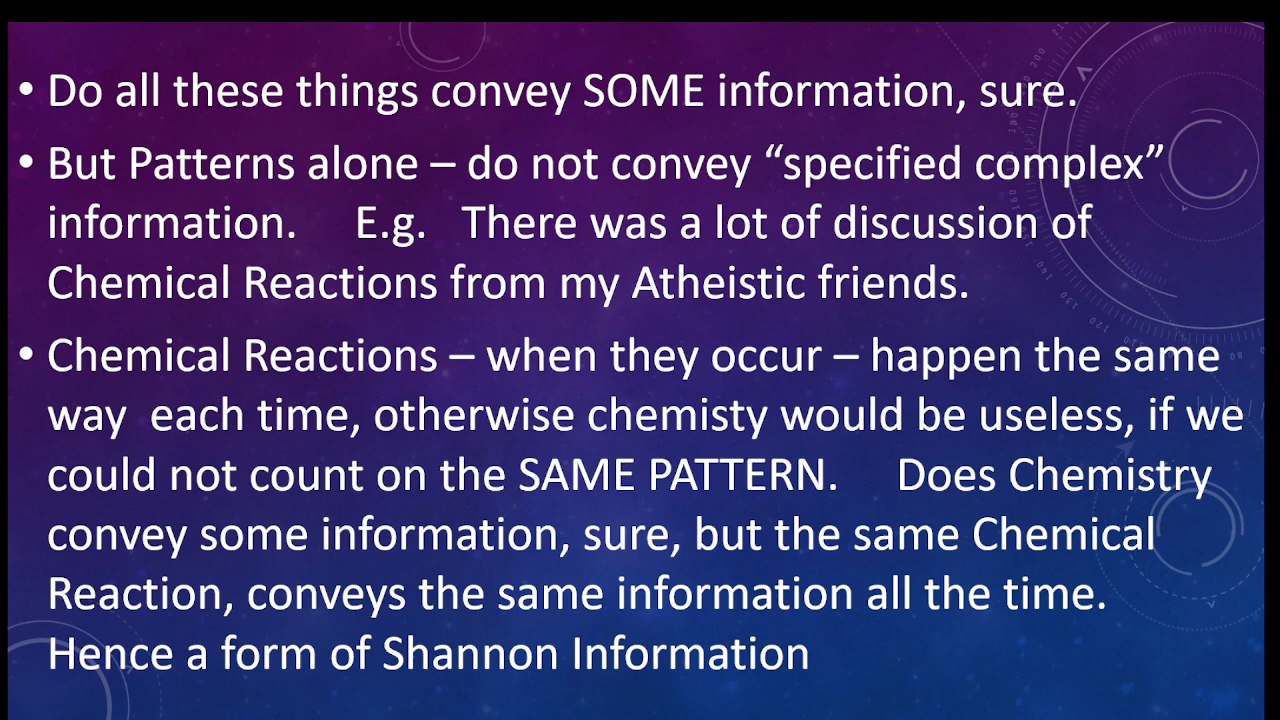 • Do all these things convey SOME information, sure.
• But Patterns alone – do not convey “specified complex”
information. E.g. There was a lot of discussion of
Chemical Reactions from my Atheistic friends.
• Chemical Reactions – when they occur – happen the same
way each time, otherwise chemisty would be useless, if we
could not count on the SAME PATTERN. Does Chemistry
convey some information, sure, but the same Chemical
Reaction, conveys the same information all the time.
Hence a form of Shannon Information